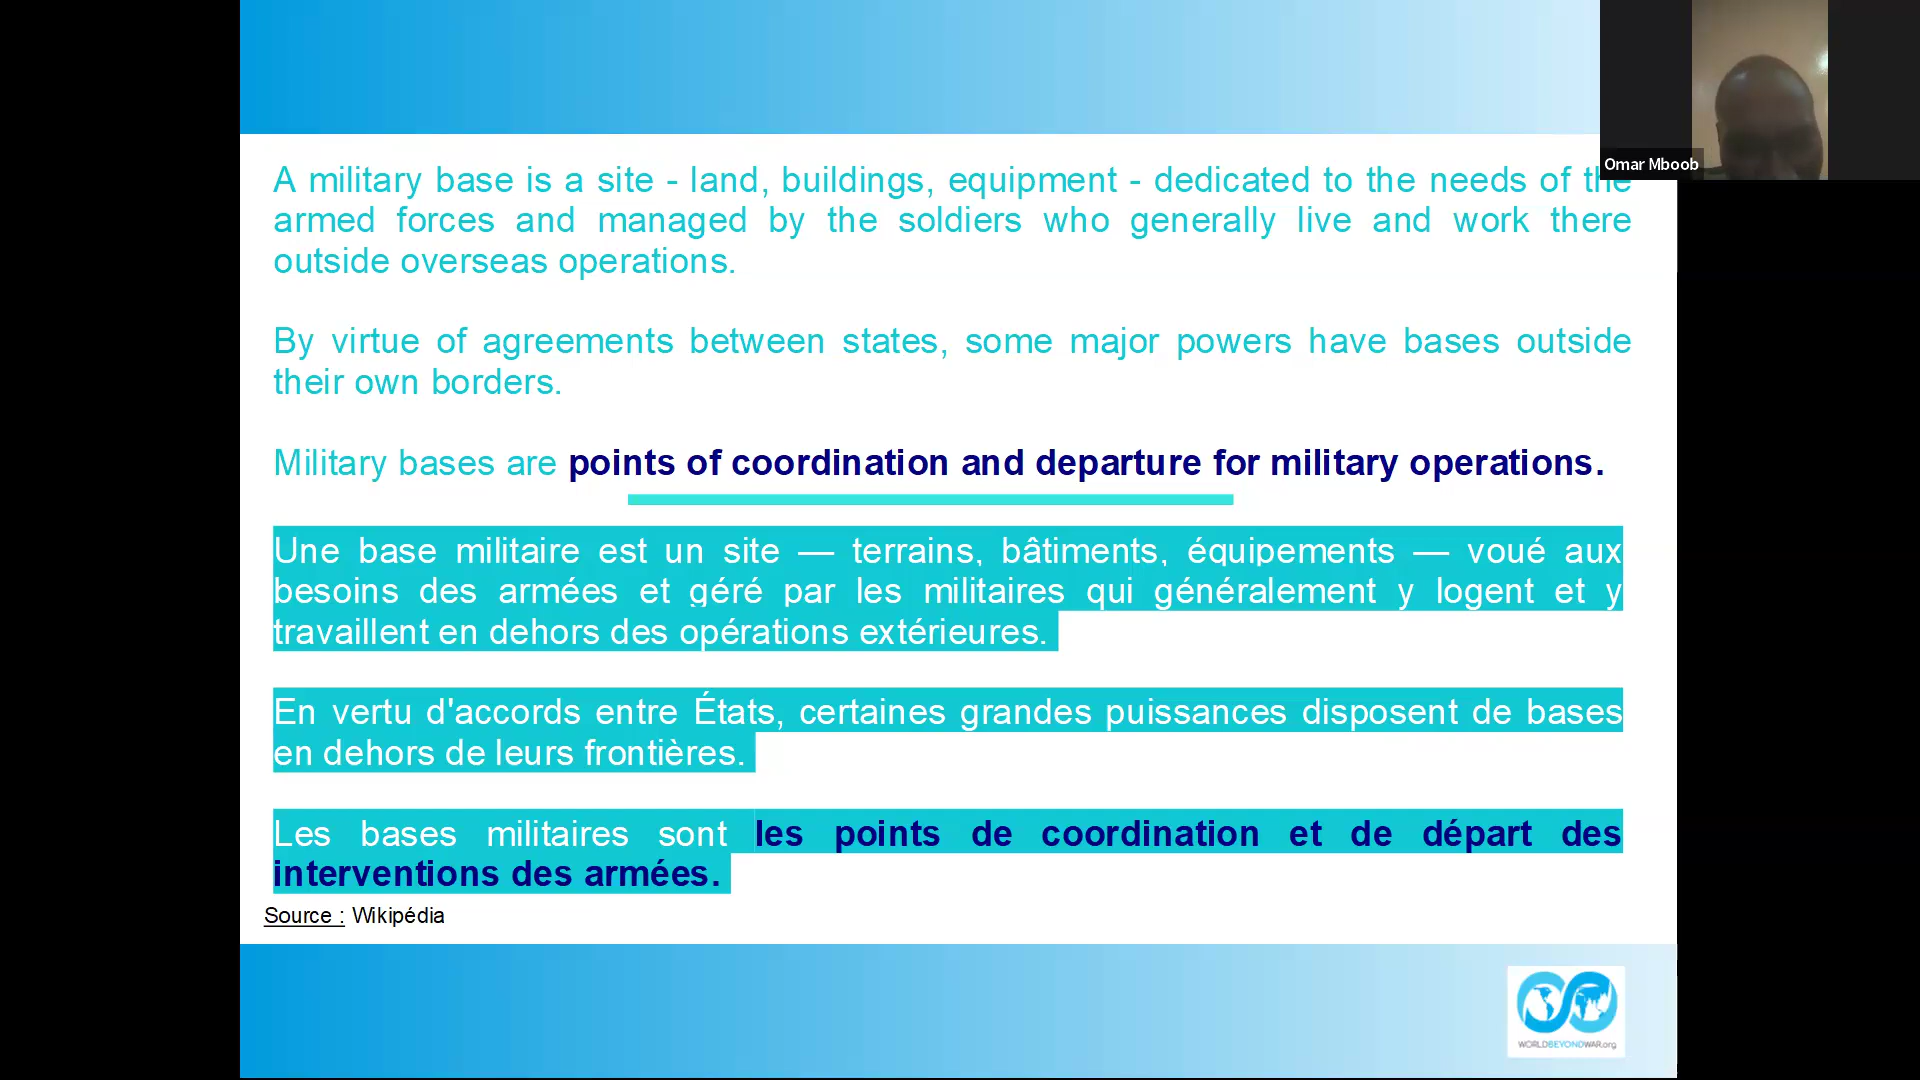 A military base is a site - land, buildings, equipment - dedicated to the needs of the
armed forces and managed by the soldiers who generally live and work there
outside overseas operations.
By virtue of agreements between states, some major powers have bases outside
their own borders.
Military bases are points of coordination and departure for military operations.
Une base militaire est un site — terrains, bâtiments, équipements — voué aux
besoins des armées et géré par les militaires qui généralement y logent et y
travaillent en dehors des opérations extérieures.
En vertu d'accords entre États, certaines grandes puissances disposent de bases
en dehors de leurs frontières.
Les bases militaires sont les points de coordination et de départ des
interventions des armées.
Source : Wikipédia
WORLDBEYONDWAR.org
Omar Mboob